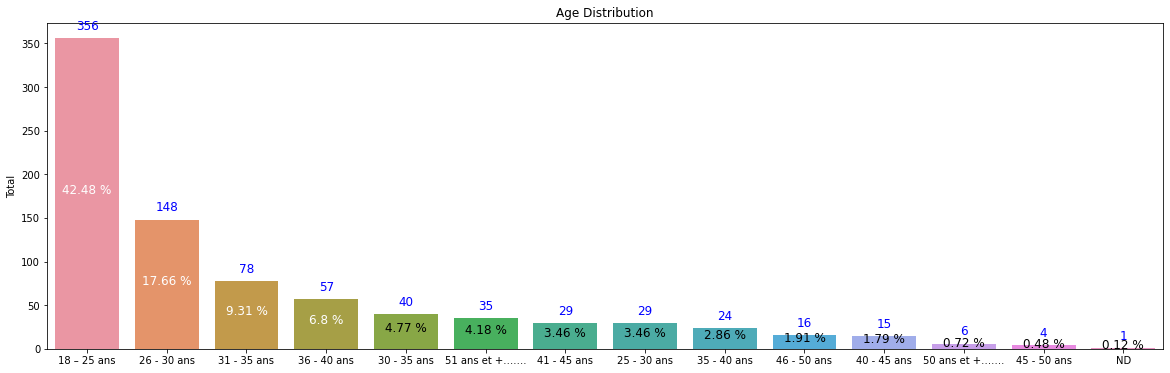 Age Distribution
Total
350
300
250
200
150
100
50
0
356
148
78
57
40
35
29
29
24
16
15
6
4
1
42.48 %
17.66 %
9.31 %
6.8 %
4.77 %
4.18 %
3.46 %
3.46 %
2.86 %
1.91 %
1.79 %
0.72 %
0.48 %
0.12 %
18 – 25 ans
26 - 30 ans
31 - 35 ans
36 - 40 ans
30 - 35 ans
51 ans et +.......
41 - 45 ans
25 - 30 ans
35 - 40 ans
46 - 50 ans
40 - 45 ans
50 ans et +.......
45 - 50 ans
ND